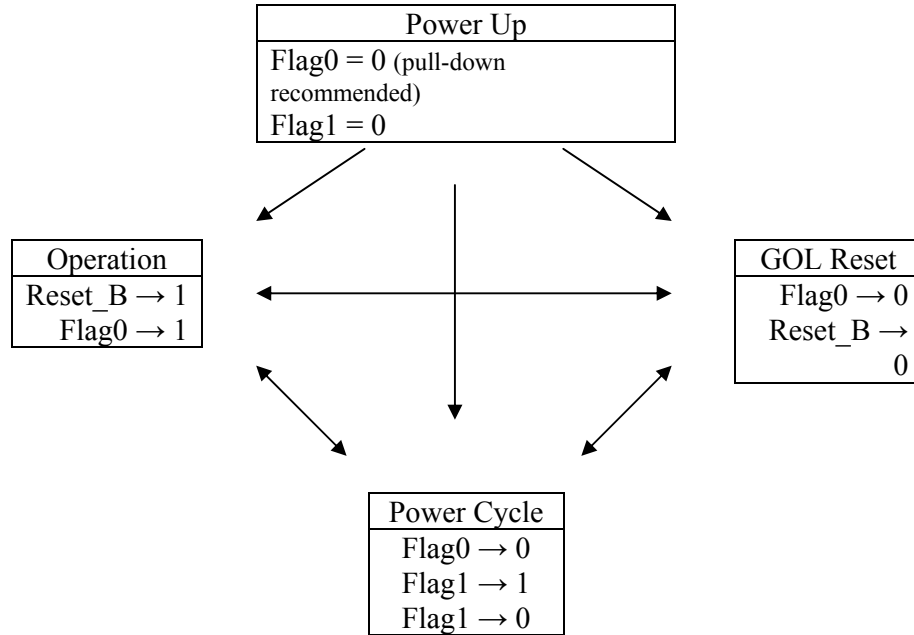 Power Up
Flag0 = 0 (pull-down
recommended)
Flag1 = 0
Operation
Reset_B → 1
Flag0 → 1
GOL Reset
Flag0 → 0
Reset_B →
0
Power Cycle
Flag0 → 0
Flag1 → 1
Flag1 → 0